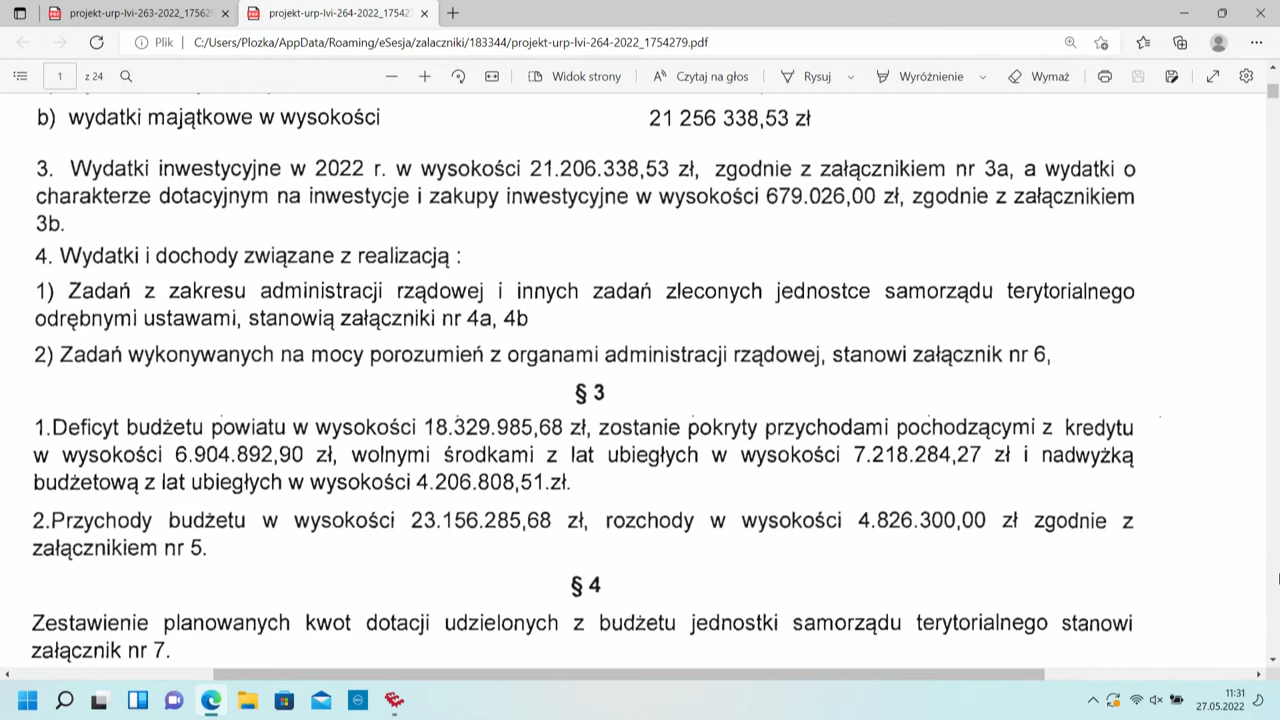 projekt-urp-lvi-263-2022_17562
projekt-urp-lvi-264-2022_17542
Plik
C:/Users/Plozka/AppData/Roaming/eSesja/zalaczniki/183344/projekt-urp-lvi-264-2022_1754279.pdf
1 z 24
Widok strony
Czytaj na głos
Rysuj
Wyróżnienie
Wymaż
b) wydatki majątkowe w wysokości 21 256 338,53 zł
3. Wydatki inwestycyjne w 2022 r. w wysokości 21.206.338,53 zł, zgodnie z załącznikiem nr 3a, a wydatki o
charakterze dotacyjnym na inwestycje i zakupy inwestycyjne w wysokości 679.026,00 zł, zgodnie z załącznikiem
3b.
4. Wydatki i dochody związane z realizacją :
1) Zadań z zakresu administracji rządowej i innych zadań zleconych jednostce samorządu terytorialnego
odrębnymi ustawami, stanowią załączniki nr 4a, 4b
2) Zadań wykonywanych na mocy porozumień z organami administracji rządowej, stanowi załącznik nr 6,
§ 3
1.Deficyt budżetu powiatu w wysokości 18.329.985,68 zł, zostanie pokryty przychodami pochodzącymi z kredytu
w wysokości 6.904.892,90 zł, wolnymi środkami z lat ubiegłych w wysokości 7.218.284,27 zł i nadwyżką
budżetową z lat ubiegłych w wysokości 4.206.808,51.zł.
2.Przychody budżetu w wysokości 23.156.285,68 zł, rozchody w wysokości 4.826.300,00 zł zgodnie z
załącznikiem nr 5.
§ 4
Zestawienie planowanych kwot dotacji udzielonych z budżetu jednostki samorządu terytorialnego stanowi
załącznik nr 7.
11:31
27.05.2022